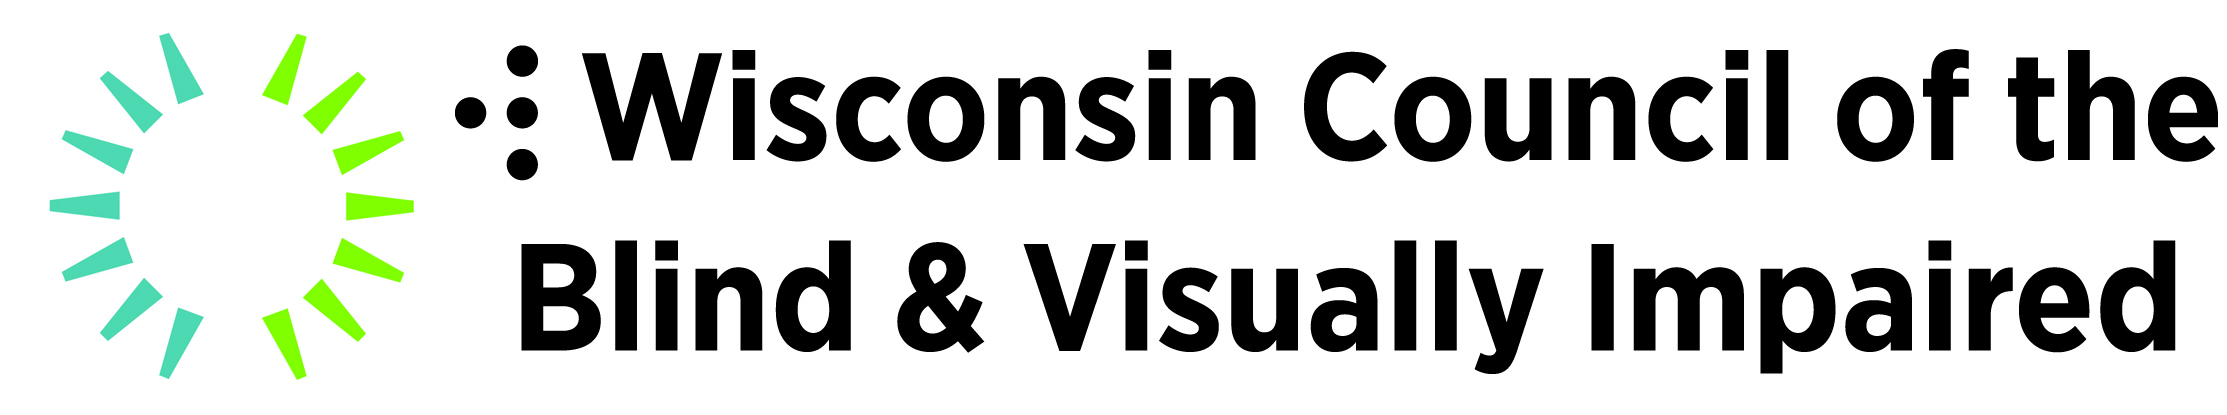 ⠺Wisconsin Council of the
Blind & Visually Impaired